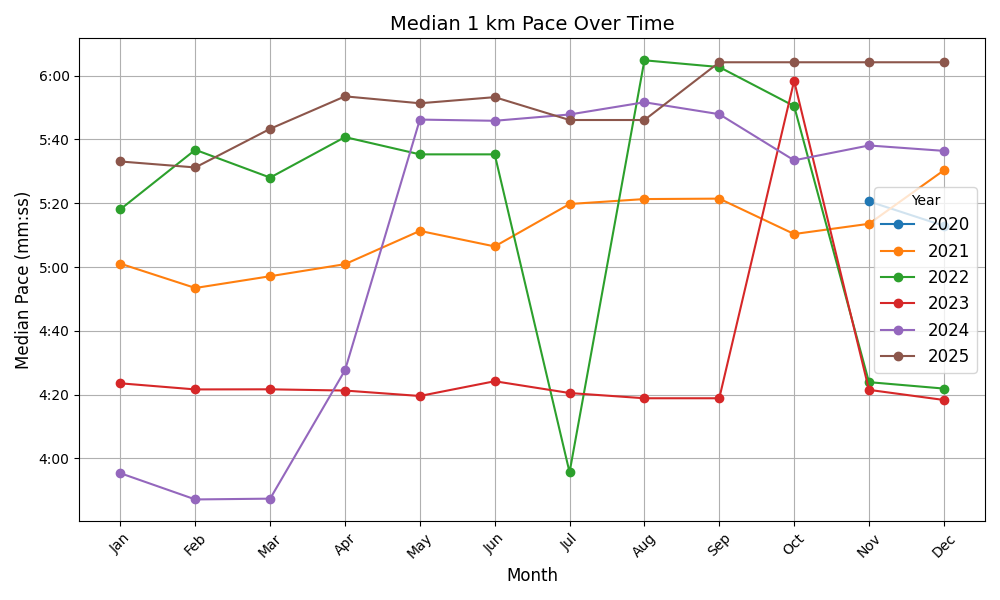 Median 1 km Pace Over Time
Median Pace (mm:ss)
6:00
5:40
5:20
5:00
4:40
4:20
4:00
Year
2020
2021
2022
2023
2024
2025
Jan
Feb
Mar
Apr
May
Jun
Jul
Aug
Sep
Oct
Nov
Dec
Month